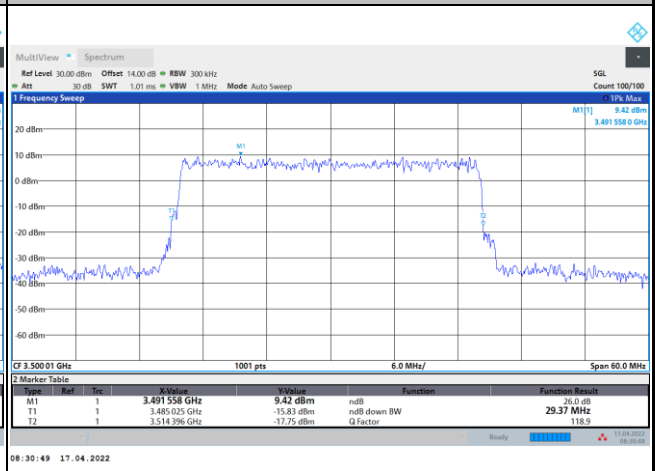 MultiView Spectrum
Ref Level 30.00 dBm Offset 14.00 dB RBW 300 kHz SGL
Att 30 dB SWT 1.01 ms VBW 1 MHz Mode Auto Sweep Count 100/100
1 Frequency Sweep 1Pk Max
M1[1] 9.42 dBm
3.491 558 0 GHz
20 dBm
M1
10 dBm
0 dBm
-10 dBm
T1
T2
-20 dBm
-30 dBm
-40 dBm
-50 dBm
-60 dBm
CF 3.500 01 GHz 1001 pts 6.0 MHz/ Span 60.0 MHz
2 Marker Table
Type Ref Trc X-Value Y-Value Function Function Result
M1 1 3.491 558 GHz 9.42 dBm ndB 26.0 dB
T1 1 3.485 025 GHz -15.83 dBm ndB down BW 29.37 MHz
T2 1 3.514 396 GHz -17.75 dBm Q Factor 118.9
Ready 17.04.2022
08:30:48
08:30:49 17.04.2022